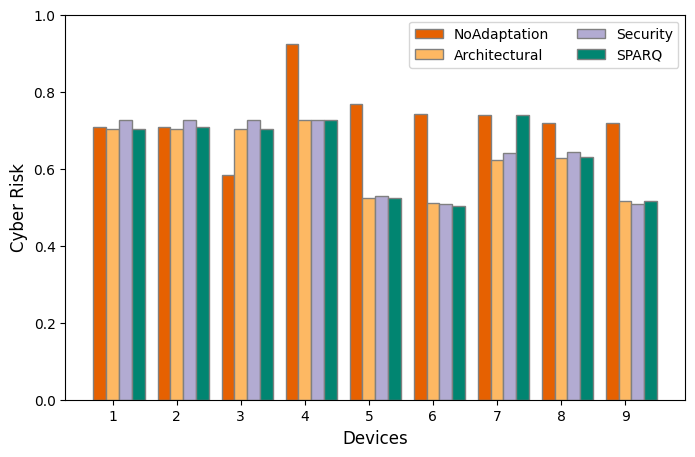 1.0
0.8
0.6
0.4
0.2
0.0
Cyber Risk
NoAdaptation
Architectural
Security
SPARQ
1 2 3 4 5 6 7 8 9
Devices